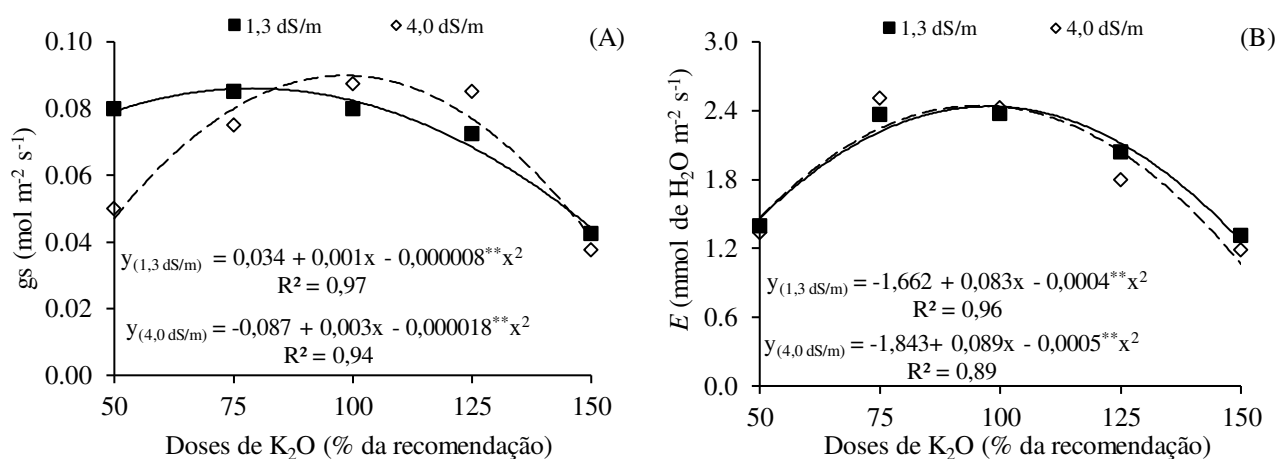 ■ 1,3 dS/m ◇ 4,0 dS/m (A)
0.10
0.08
0.06
0.04
0.02
0.00
gs (mol m⁻² s⁻¹)
y(1,3 dS/m) = 0,034 + 0,001x - 0,000008**x²
R² = 0,97
y(4,0 dS/m) = -0,087 + 0,003x - 0,000018**x²
R² = 0,94
50 75 100 125 150
Doses de K₂O (% da recomendação)
■ 1,3 dS/m ◇ 4,0 dS/m (B)
3.0
2.4
1.8
1.2
0.6
0.0
E (mmol de H₂O m⁻² s⁻¹)
y(1,3 dS/m) = -1,662 + 0,083x - 0,0004**x²
R² = 0,96
y(4,0 dS/m) = -1,843+ 0,089x - 0,0005**x²
R² = 0,89
50 75 100 125 150
Doses de K₂O (% da recomendação)